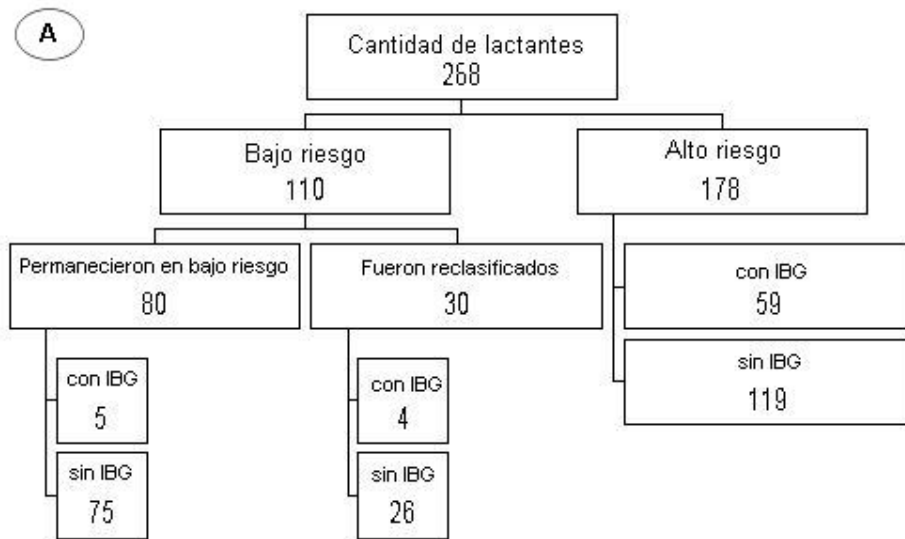 A
Cantidad de lactantes
268
Bajo riesgo
110
Alto riesgo
178
Permanecieron en bajo riesgo
80
Fueron reclasificados
30
con IBG
59
sin IBG
119
con IBG
5
sin IBG
75
con IBG
4
sin IBG
26